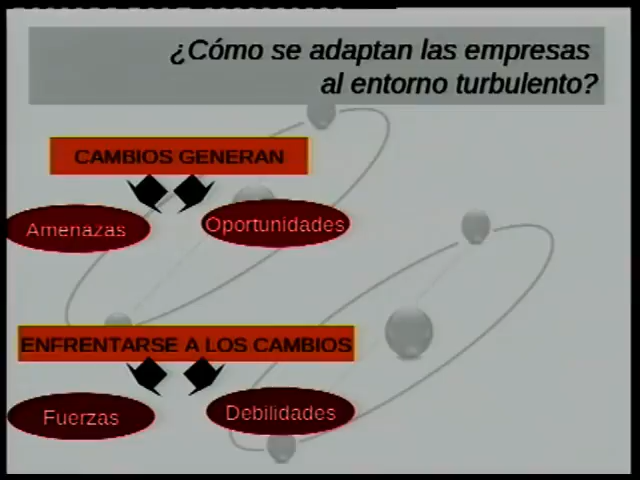 ¿Cómo se adaptan las empresas
al entorno turbulento?
CAMBIOS GENERAN
Amenazas
Oportunidades
ENFRENTARSE A LOS CAMBIOS
Fuerzas
Debilidades